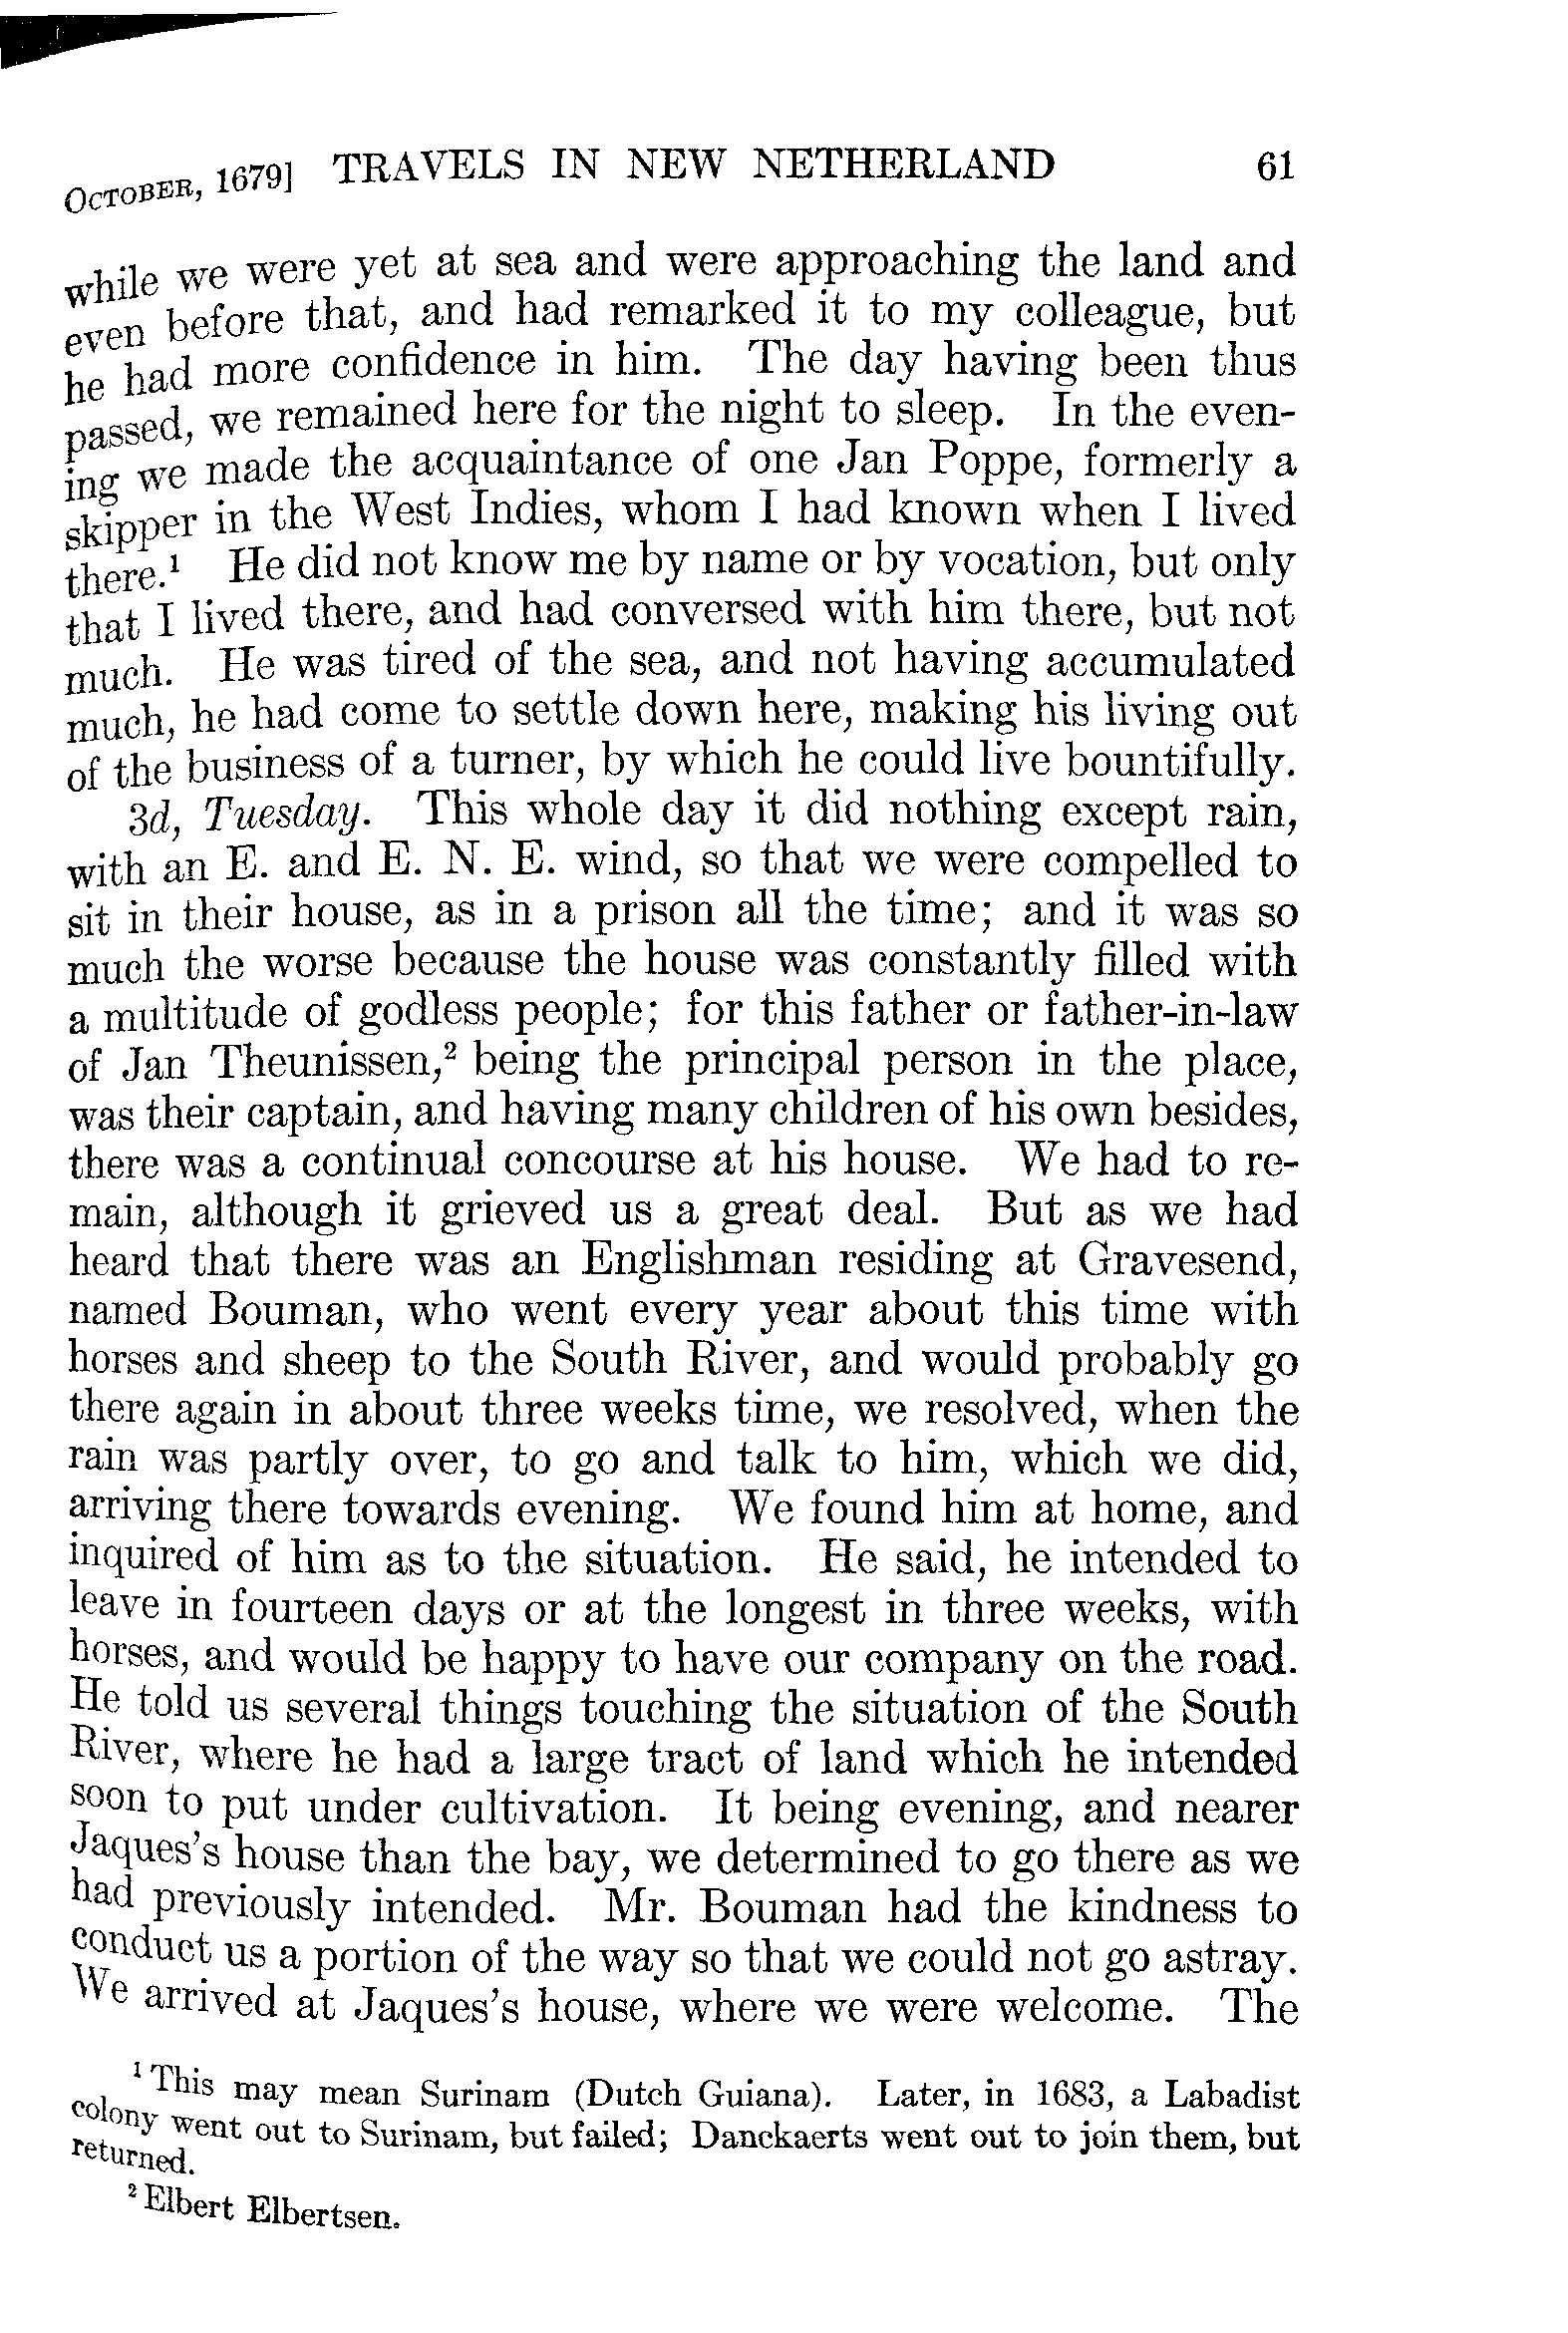 OCTOBER, 1679] TRAVELS IN NEW NETHERLAND 61
while we were yet at sea and were approaching the land and
even before that, and had remarked it to my colleague, but
he had more confidence in him. The day having been thus
passed, we remained here for the night to sleep. In the even-
ing we made the acquaintance of one Jan Poppe, formerly a
skipper in the West Indies, whom I had known when I lived
there.¹ He did not know me by name or by vocation, but only
that I lived there, and had conversed with him there, but not
much. He was tired of the sea, and not having accumulated
much, he had come to settle down here, making his living out
of the business of a turner, by which he could live bountifully.
3d, Tuesday. This whole day it did nothing except rain,
with an E. and E. N. E. wind, so that we were compelled to
sit in their house, as in a prison all the time; and it was so
much the worse because the house was constantly filled with
a multitude of godless people; for this father or father-in-law
of Jan Theunissen,² being the principal person in the place,
was their captain, and having many children of his own besides,
there was a continual concourse at his house. We had to re-
main, although it grieved us a great deal. But as we had
heard that there was an Englishman residing at Gravesend,
named Bouman, who went every year about this time with
horses and sheep to the South River, and would probably go
there again in about three weeks time, we resolved, when the
rain was partly over, to go and talk to him, which we did,
arriving there towards evening. We found him at home, and
inquired of him as to the situation. He said, he intended to
leave in fourteen days or at the longest in three weeks, with
horses, and would be happy to have our company on the road.
He told us several things touching the situation of the South
River, where he had a large tract of land which he intended
soon to put under cultivation. It being evening, and nearer
Jaques's house than the bay, we determined to go there as we
had previously intended. Mr. Bouman had the kindness to
conduct us a portion of the way so that we could not go astray.
We arrived at Jaques's house, where we were welcome. The
¹ This may mean Surinam (Dutch Guiana). Later, in 1683, a Labadist
colony went out to Surinam, but failed; Danckaerts went out to join them, but
returned.
² Elbert Elbertsen.